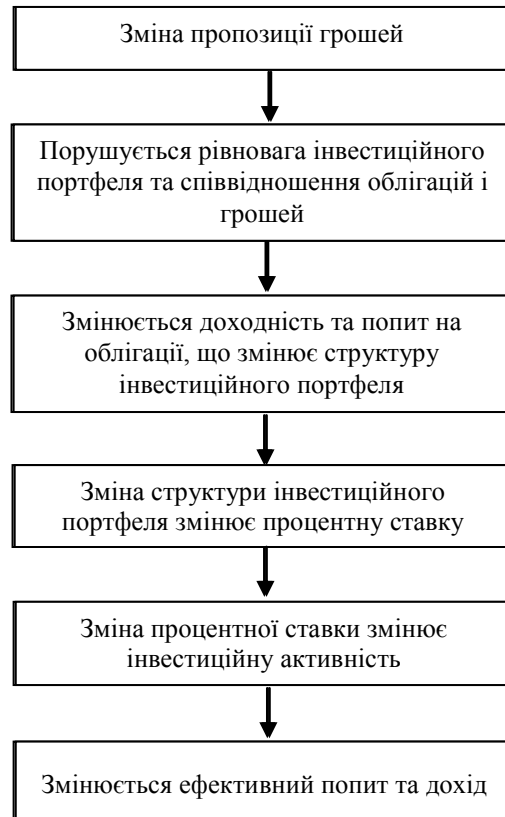 Зміна пропозиції грошей
Порушується рівновага інвестиційного
портфеля та співвідношення облігацій і
грошей
Змінюється доходність та попит на
облігації, що змінює структуру
інвестиційного портфеля
Зміна структури інвестиційного
портфеля змінює процентну ставку
Зміна процентної ставки змінює
інвестиційну активність
Змінюється ефективний попит та дохід